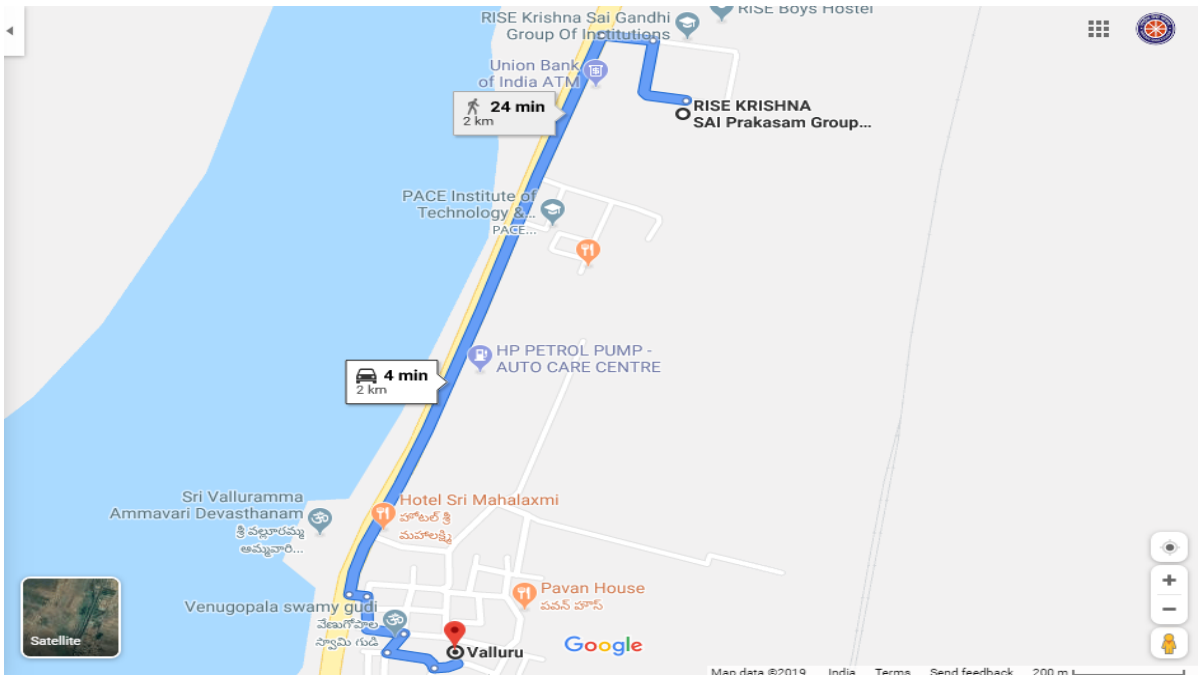 RISE Krishna Sai Gandhi
Group Of Institutions
RISE Boys Hostel
Union Bank
of India ATM
24 min
2 km
RISE KRISHNA
SAI Prakasam Group...
PACE Institute of
Technology &...
PACE...
HP PETROL PUMP -
AUTO CARE CENTRE
4 min
2 km
Sri Valluramma
Ammavari Devasthanam
శ్రీ వల్లూరమ్మ
అమ్మవారి...
Hotel Sri Mahalaxmi
హోటల్ శ్రీ
మహాలక్ష్మి
Venugopala swamy gudi
వేణుగోపాల
స్వామి గుడి
Pavan House
పవన్ హౌస్
Valluru
Satellite
Google
Map data ©2019 India Terms Send feedback 200 m